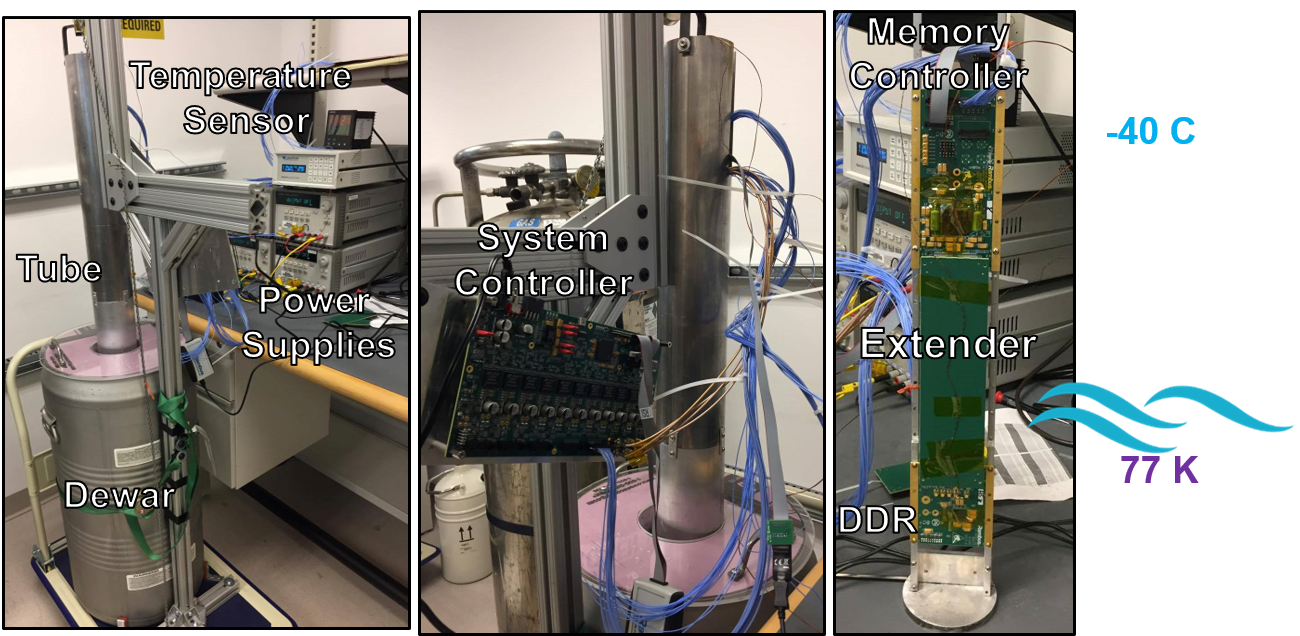 EQUIRED
Temperature
Sensor
Tube
Power
Supplies
Dewar
System
Controller
Memory
Controller
Extender
DDR
-40 C
77 K